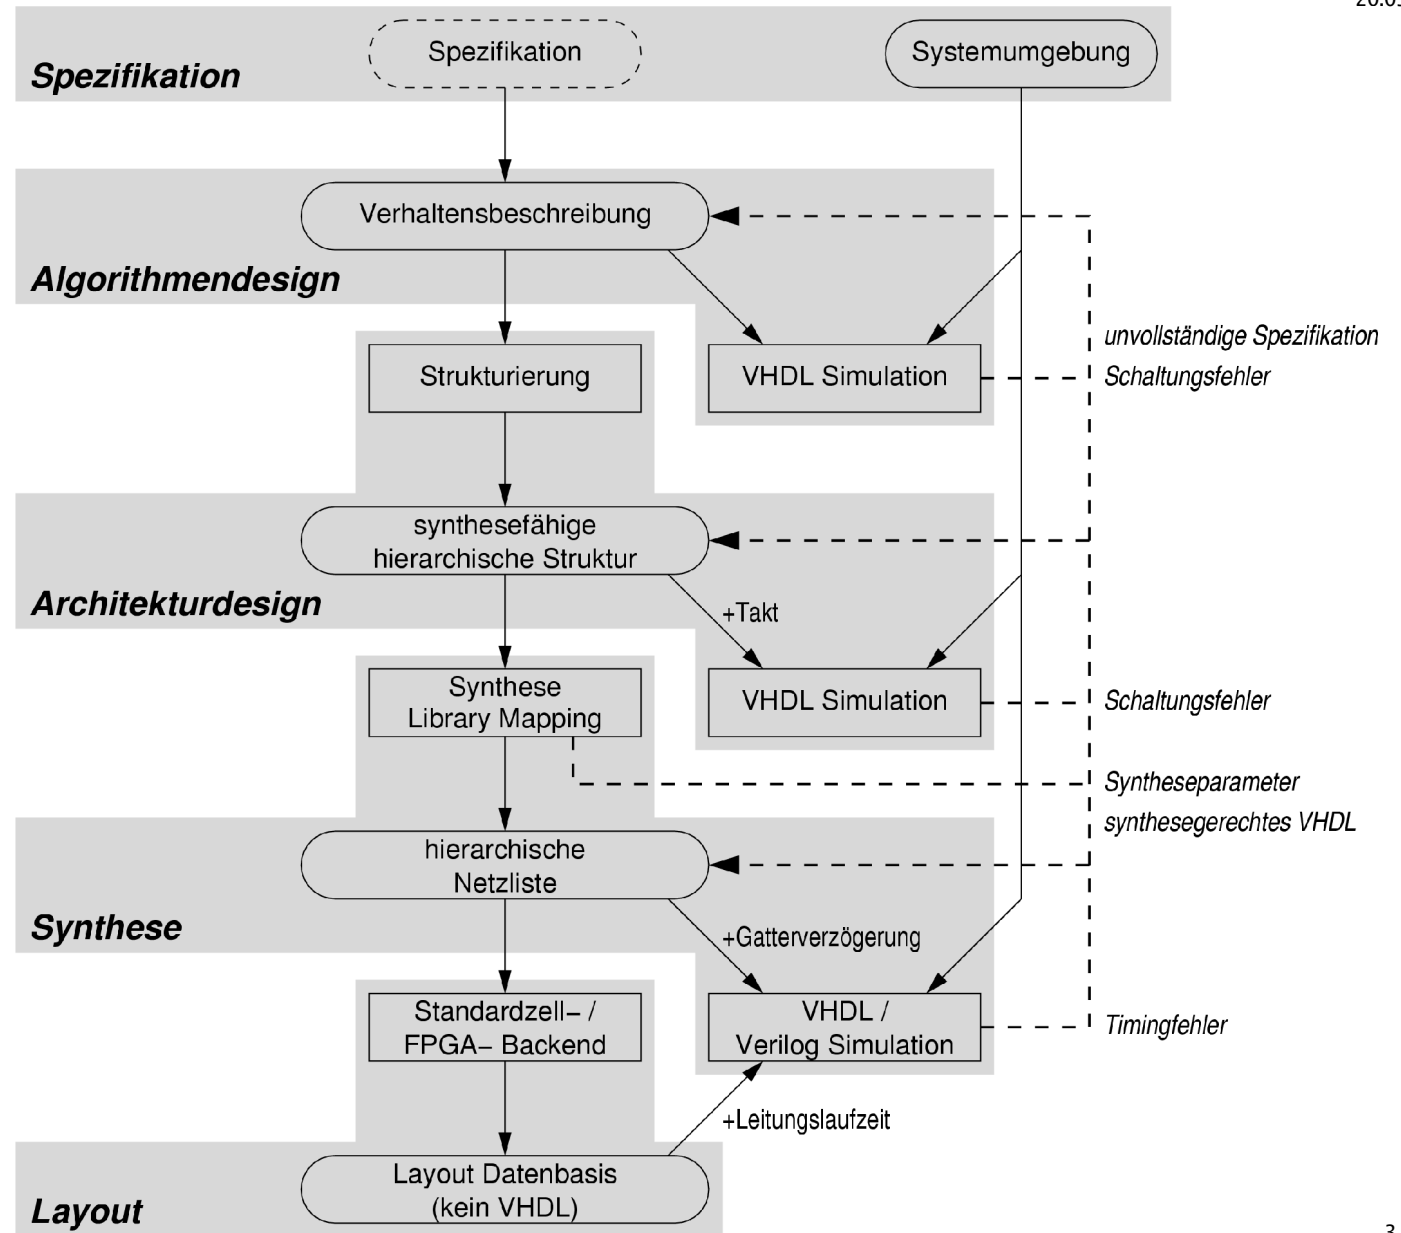 Spezifikation
Systemumgebung
Spezifikation
Verhaltensbeschreibung
Algorithmendesign
unvollständige Spezifikation
Strukturierung
VHDL Simulation
Schaltungsfehler
synthesefähige
hierarchische Struktur
Architekturdesign
+Takt
Synthese
Library Mapping
VHDL Simulation
Schaltungsfehler
Syntheseparameter
synthesegerechtes VHDL
hierarchische
Netzliste
Synthese
+Gatterverzögerung
Standardzell– /
FPGA– Backend
VHDL /
Verilog Simulation
Timingfehler
+Leitungslaufzeit
Layout Datenbasis
(kein VHDL)
Layout
3